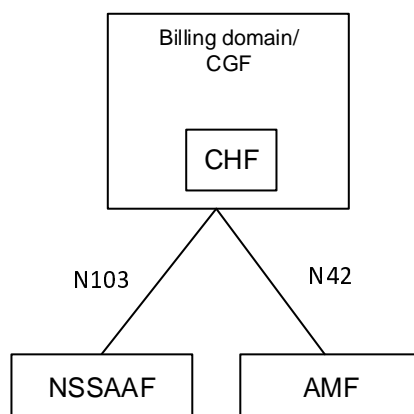 Billing domain/
CGF
CHF
N103
N42
NSSAAF
AMF